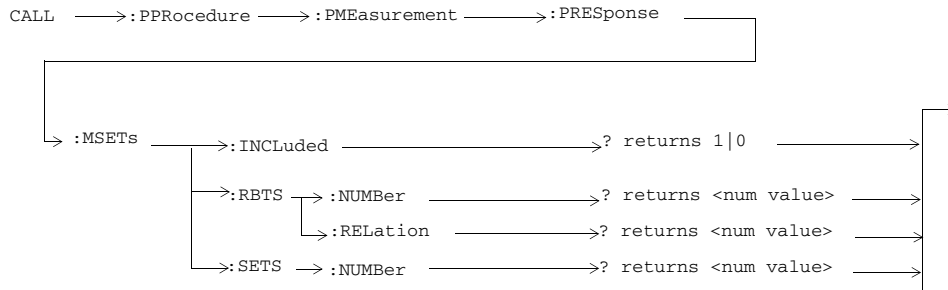 CALL :PPRocedure :PMEasurement :PRESponse
:MSETs :INCLuded ? returns 1|0
:RBTS :NUMBer ? returns <num value>
:RELation ? returns <num value>
:SETS :NUMBer ? returns <num value>